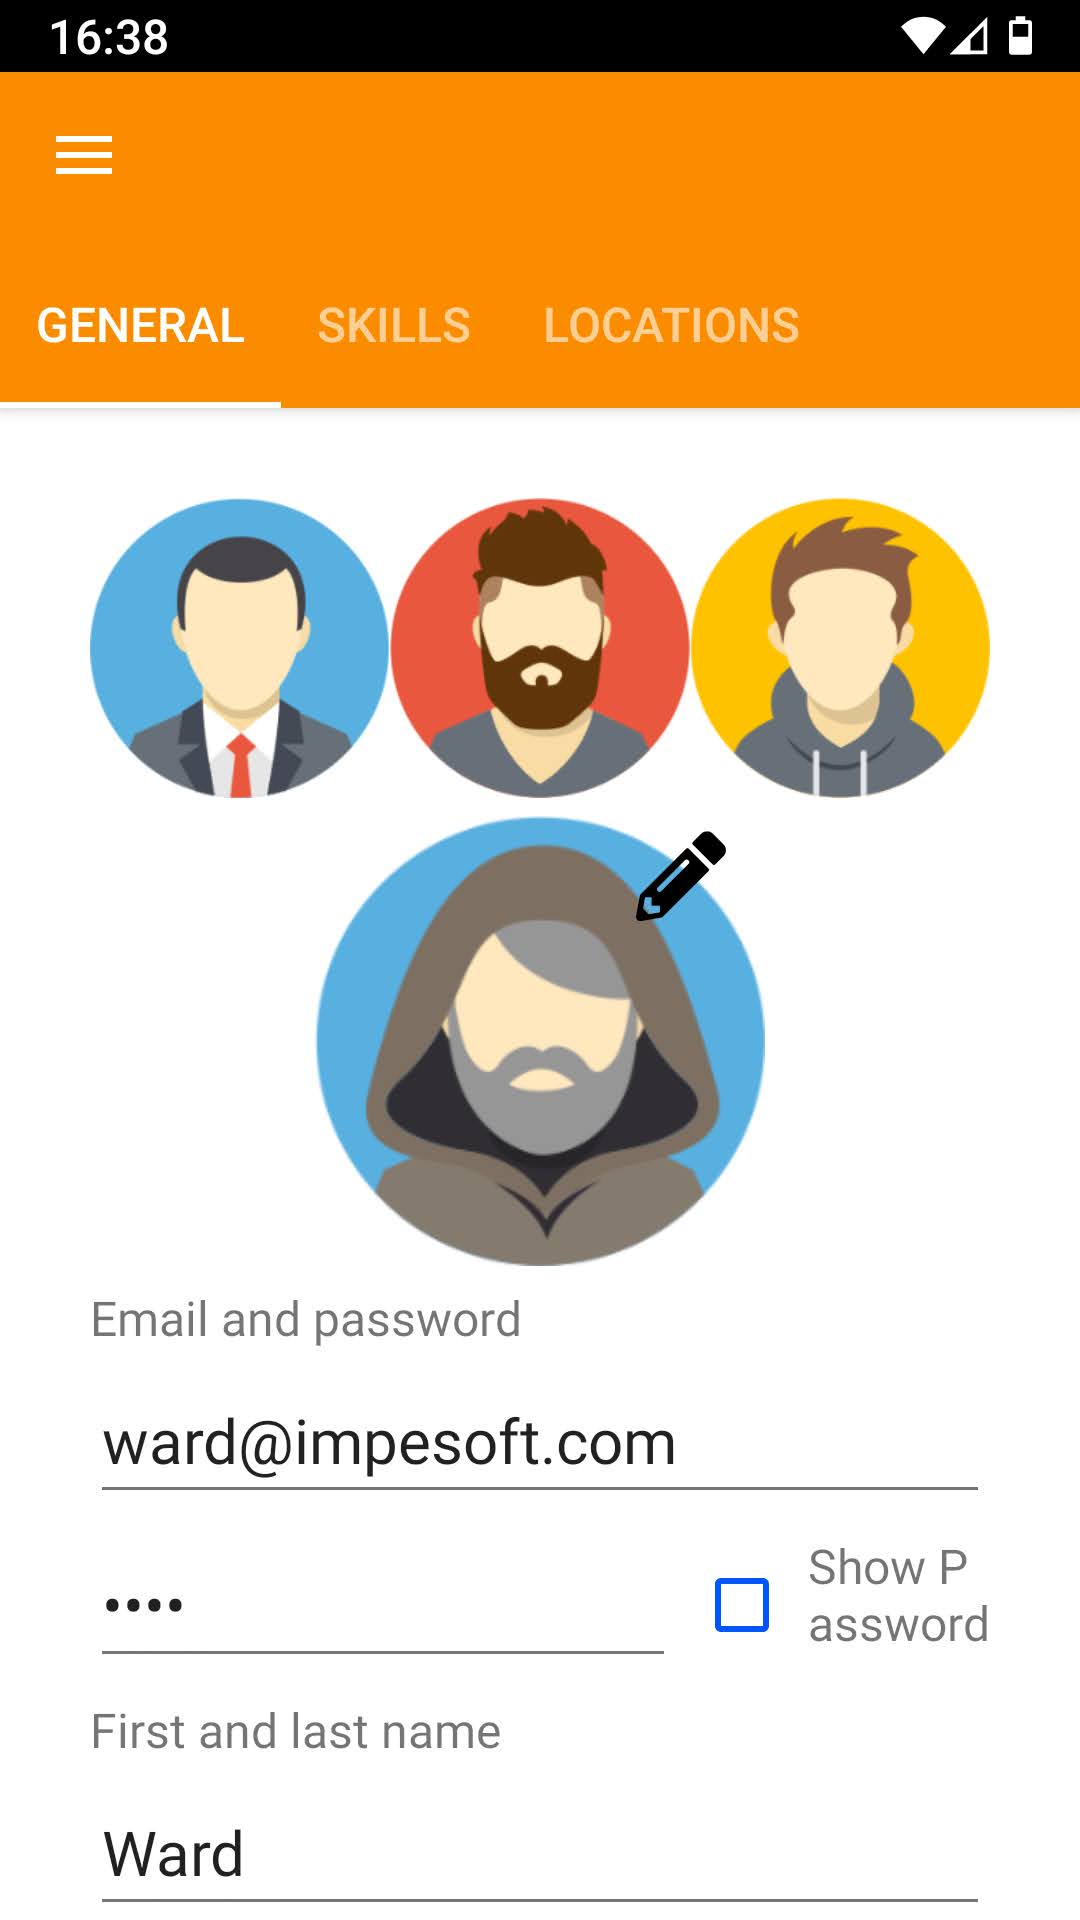 16:38
GENERAL SKILLS LOCATIONS
Email and password
ward@impesoft.com
••••
Show P
assword
First and last name
Ward